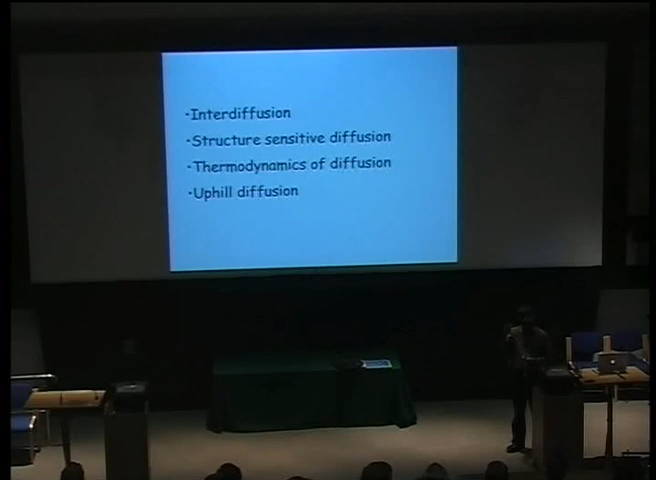 •Interdiffusion
•Structure sensitive diffusion
•Thermodynamics of diffusion
•Uphill diffusion